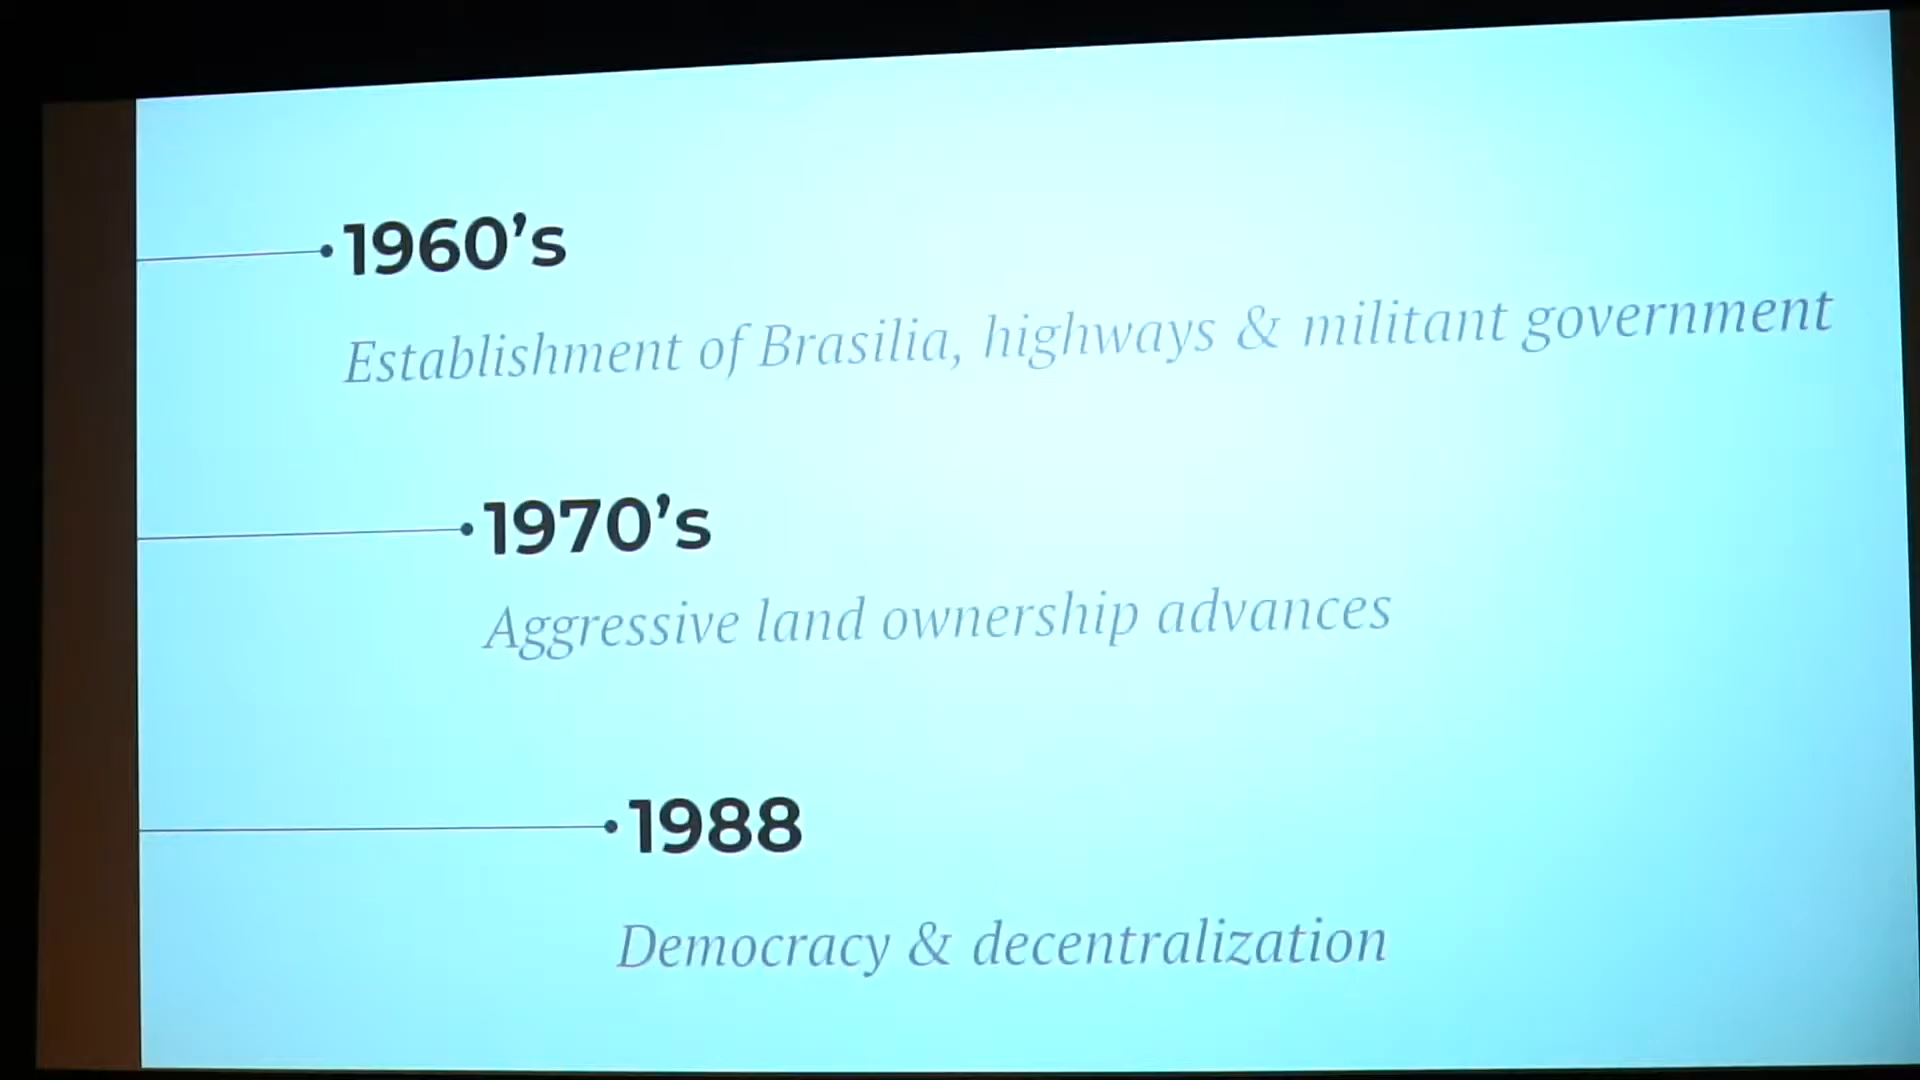 1960’s
Establishment of Brasilia, highways & militant government
1970’s
Aggressive land ownership advances
1988
Democracy & decentralization